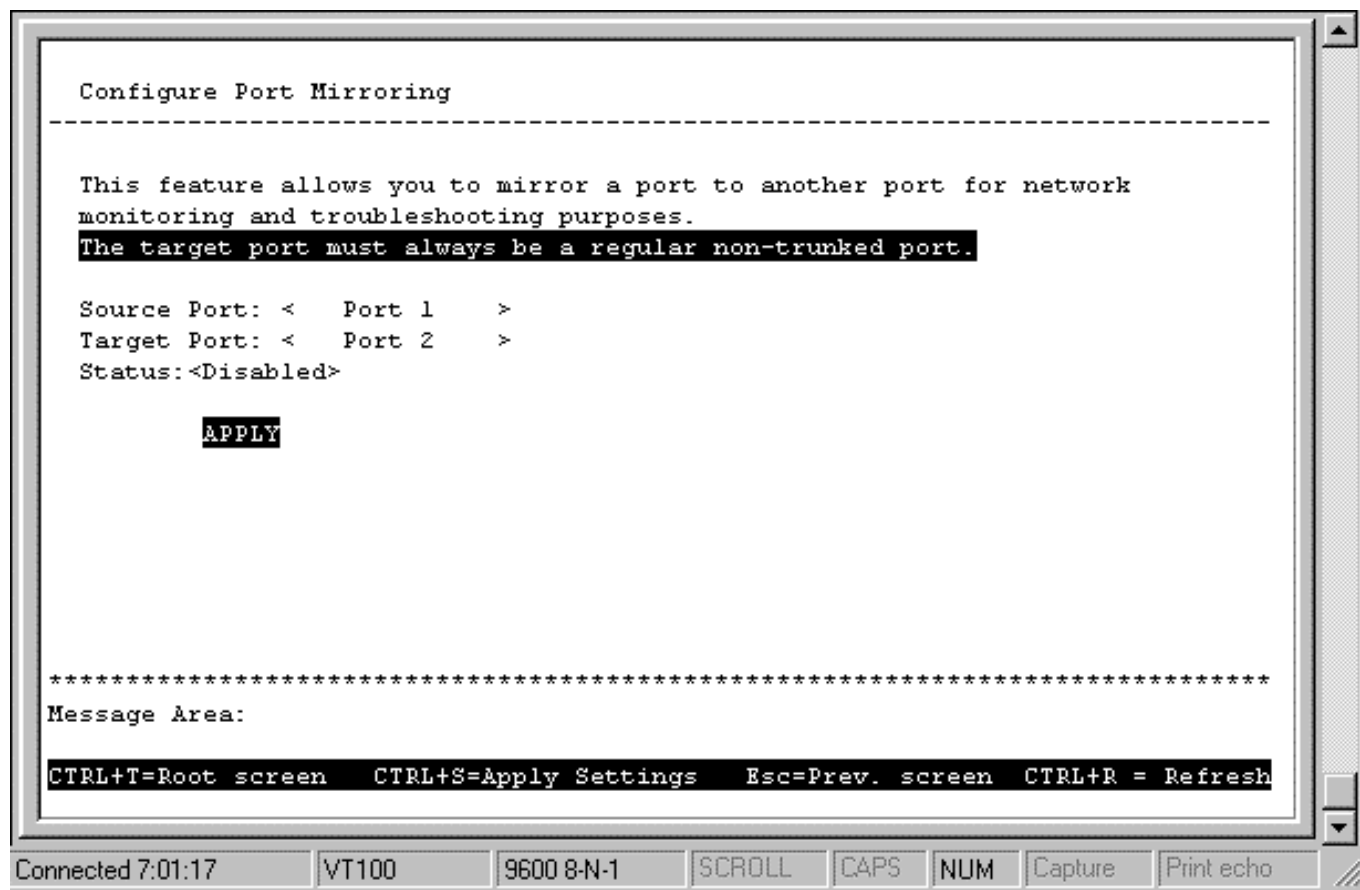 Configure Port Mirroring
-------------------------------------------------------------------------------
This feature allows you to mirror a port to another port for network
monitoring and troubleshooting purposes.
The target port must always be a regular non-trunked port.
Source Port: <   Port 1    >
Target Port: <   Port 2    >
Status:<Disabled>
APPLY
*******************************************************************************
Message Area:
CTRL+T=Root screen   CTRL+S=Apply Settings   Esc=Prev. screen  CTRL+R = Refresh
Connected 7:01:17 VT100 9600 8-N-1 SCROLL CAPS NUM Capture Print echo